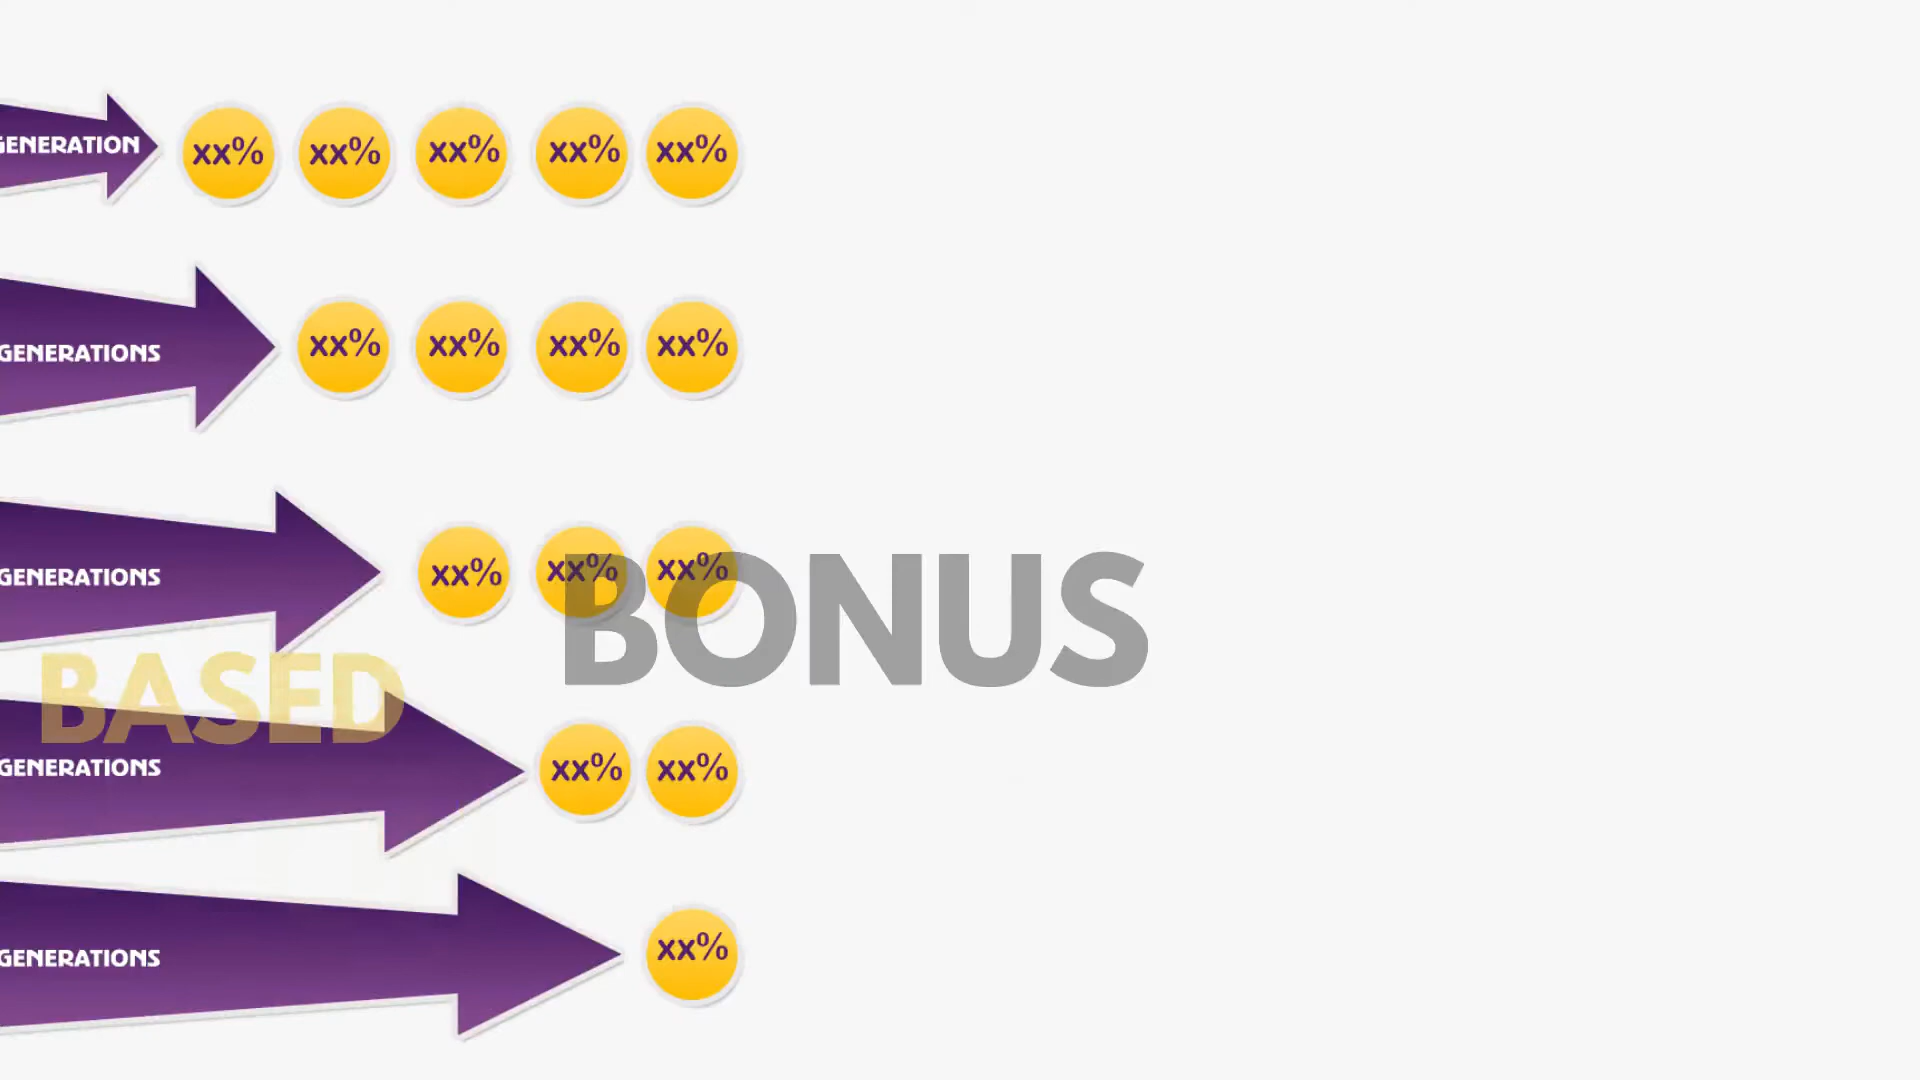 GENERATION xx% xx% xx% xx% xx%
GENERATIONS xx% xx% xx% xx%
GENERATIONS xx% xx% xx%
BONUS
BASED
GENERATIONS xx% xx%
GENERATIONS xx%